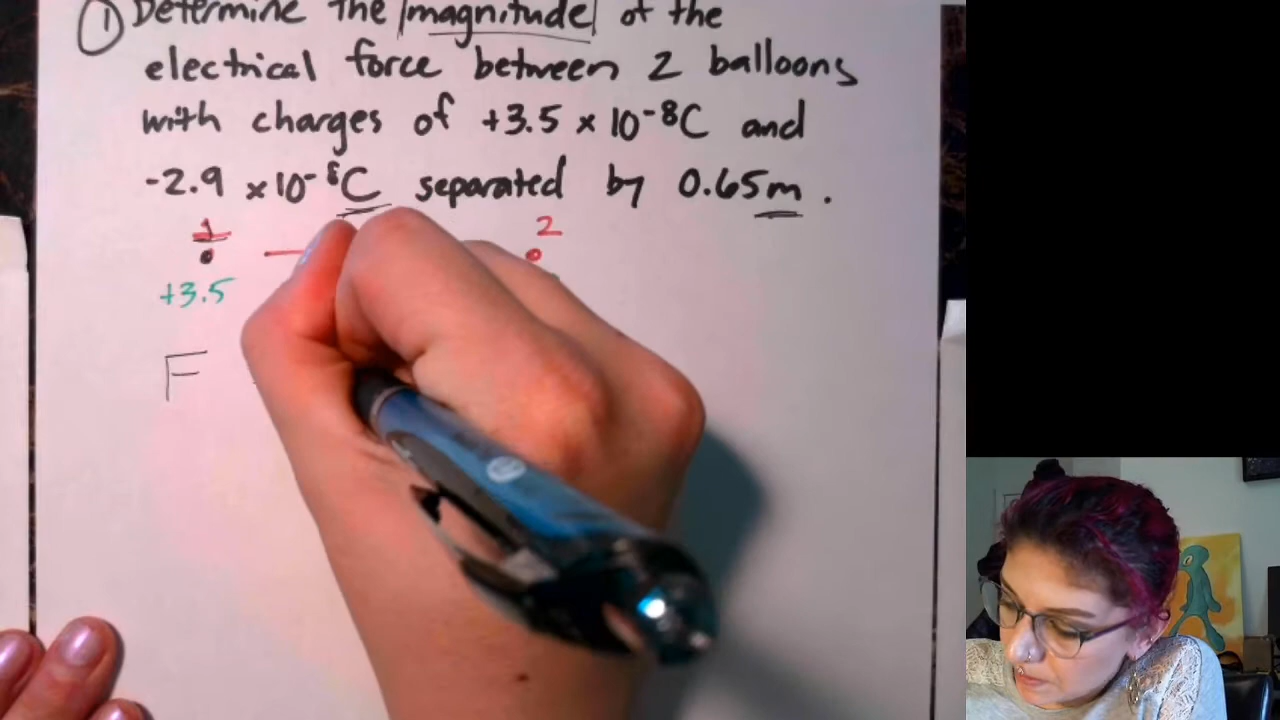 ① Determine the magnitude of the
electrical force between 2 balloons
with charges of +3.5 x 10-8C and
-2.9 x10-8C separated by 0.65m.
1 2
+3.5
F